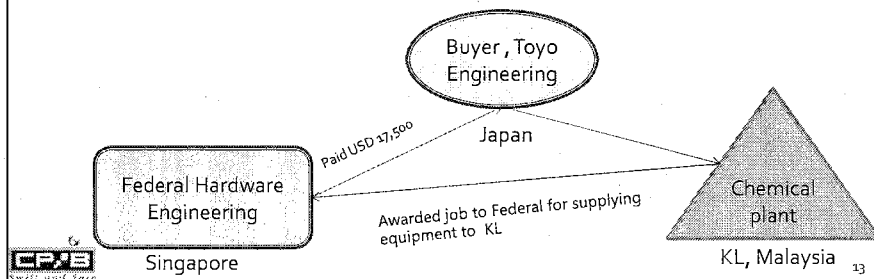 Buyer , Toyo
Engineering
Japan
Paid USD 17,500
Federal Hardware
Engineering
Singapore
Awarded job to Federal for supplying
equipment to KL
Chemical
plant
KL, Malaysia
CPIB
13